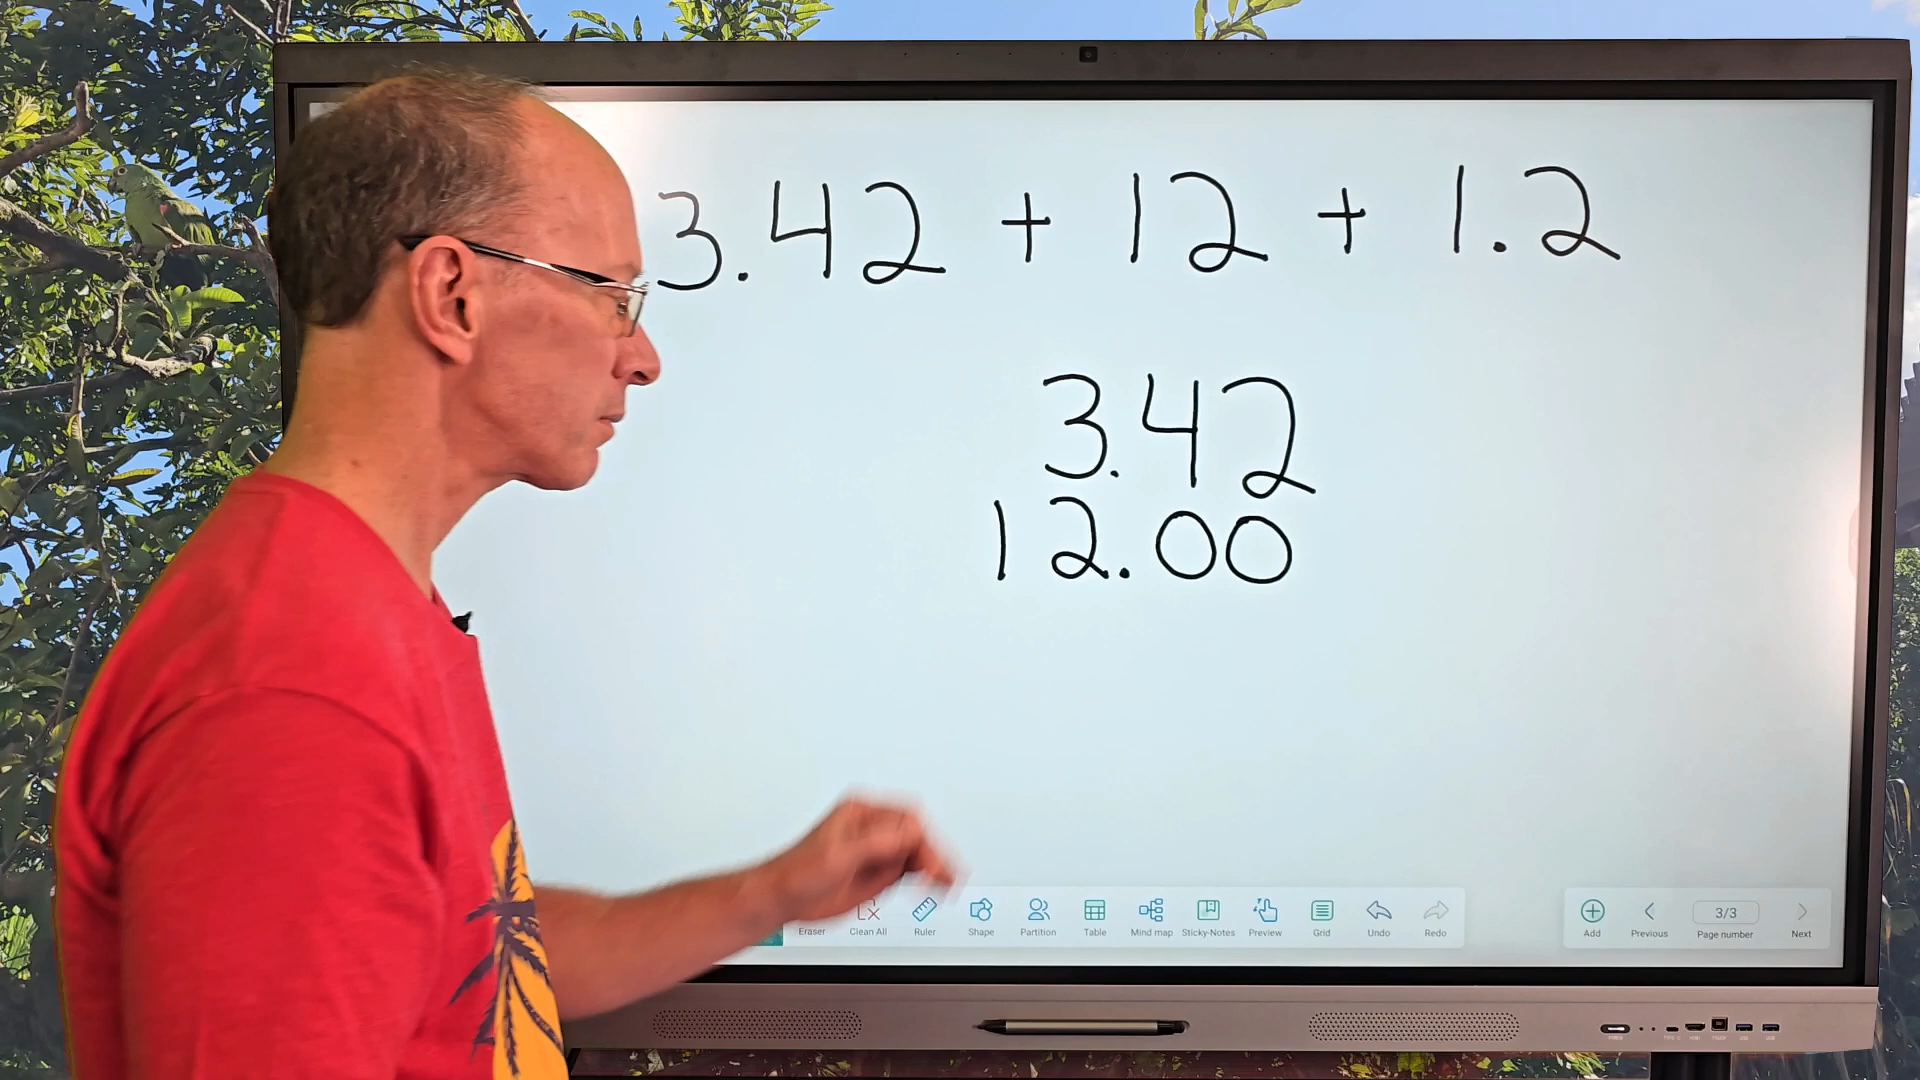 3.42 + 12 + 1.2
3.42
12.00
Eraser Clean All Ruler Shape Partition Table Mind map Sticky-Notes Preview Grid Undo Redo
Add Previous 3/3 Page number Next